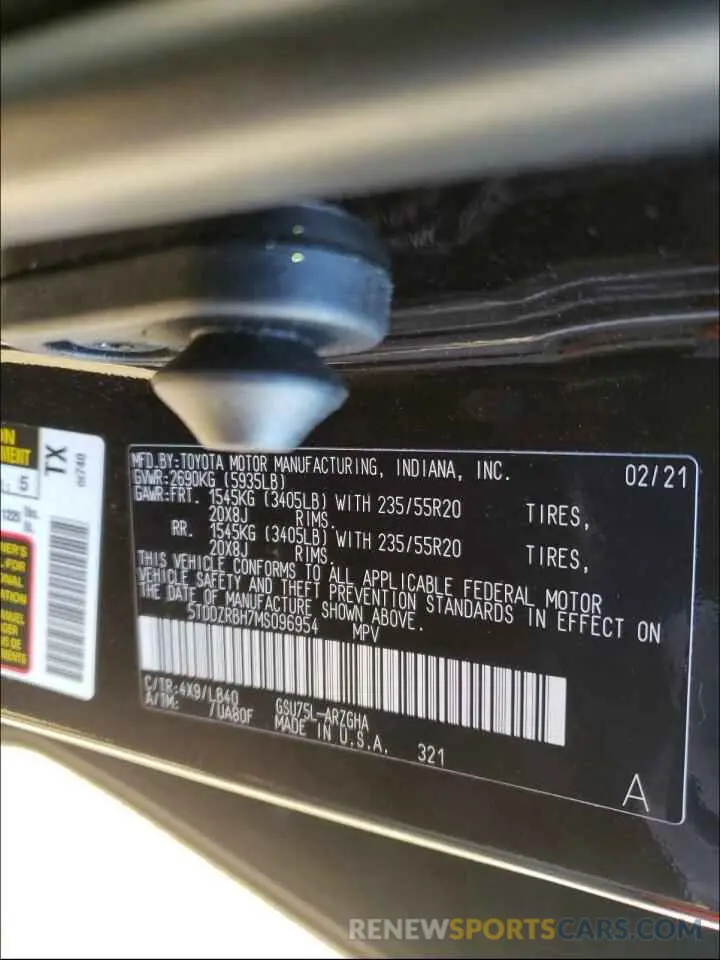 TX
5
MFD.BY:TOYOTA MOTOR MANUFACTURING, INDIANA, INC. 02/21
GVWR:2690KG (5935LB)
GAWR:FRT. 1545KG (3405LB) WITH 235/55R20 TIRES,
20X8J RIMS.
RR. 1545KG (3405LB) WITH 235/55R20 TIRES,
20X8J RIMS.
THIS VEHICLE CONFORMS TO ALL APPLICABLE FEDERAL MOTOR
VEHICLE SAFETY AND THEFT PREVENTION STANDARDS IN EFFECT ON
THE DATE OF MANUFACTURE SHOWN ABOVE.
5TDDZRBH7MS096954 MPV
C/TR:4X9/LB40 GSU75L-ARZGHA
A/TM: /UA80F MADE IN U.S.A. 321
A
RENEWSPORTSCARS.COM